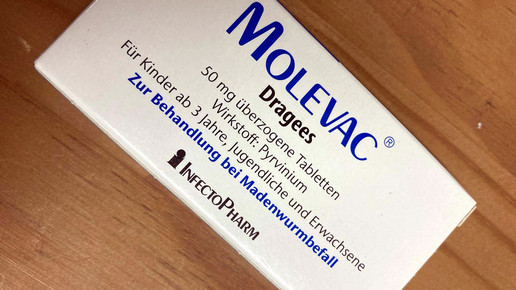 MOLEVAC®
Dragees
50 mg überzogene Tabletten
Wirkstoff: Pyrvinium
Für Kinder ab 3 Jahre, Jugendliche und Erwachsene
Zur Behandlung bei Madenwurmbefall
INFECTOPHARM